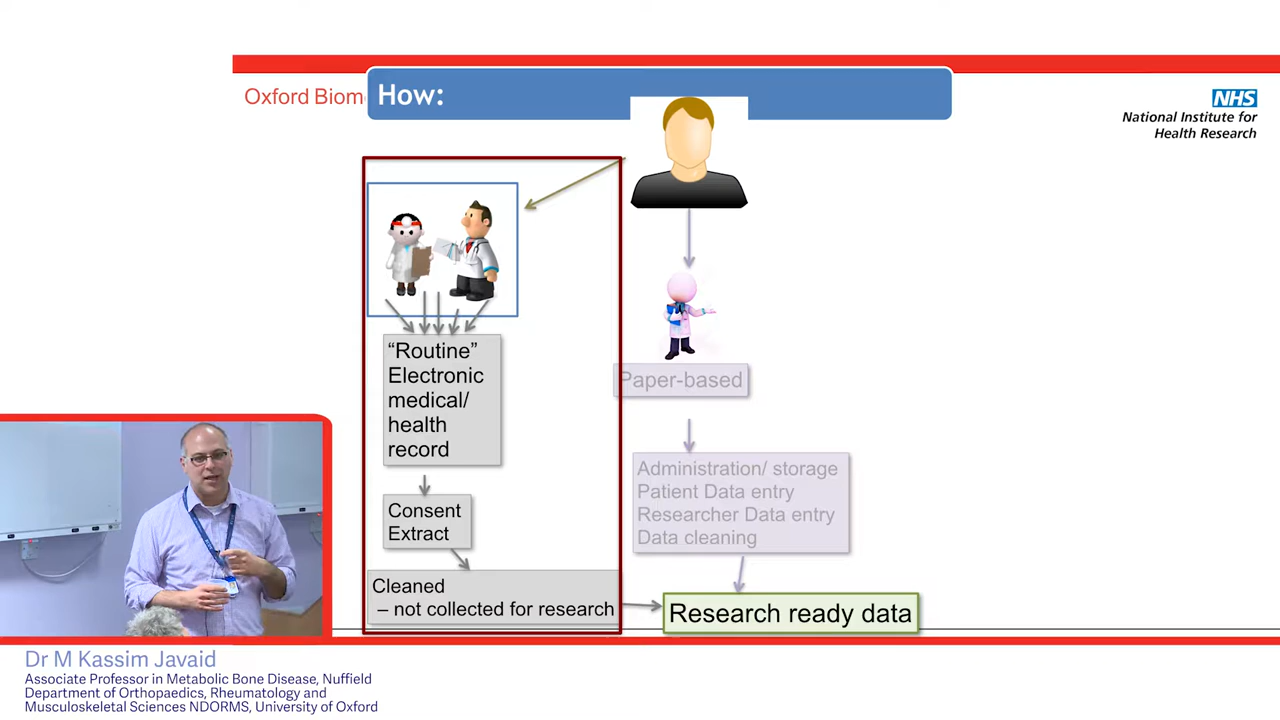 Oxford Biom
How:
NHS
National Institute for
Health Research
“Routine”
Electronic
medical/
health
record
Consent
Extract
Cleaned
– not collected for research
Paper-based
Administration/ storage
Patient Data entry
Researcher Data entry
Data cleaning
Research ready data
Dr M Kassim Javaid
Associate Professor in Metabolic Bone Disease, Nuffield
Department of Orthopaedics, Rheumatology and
Musculoskeletal Sciences NDORMS, University of Oxford